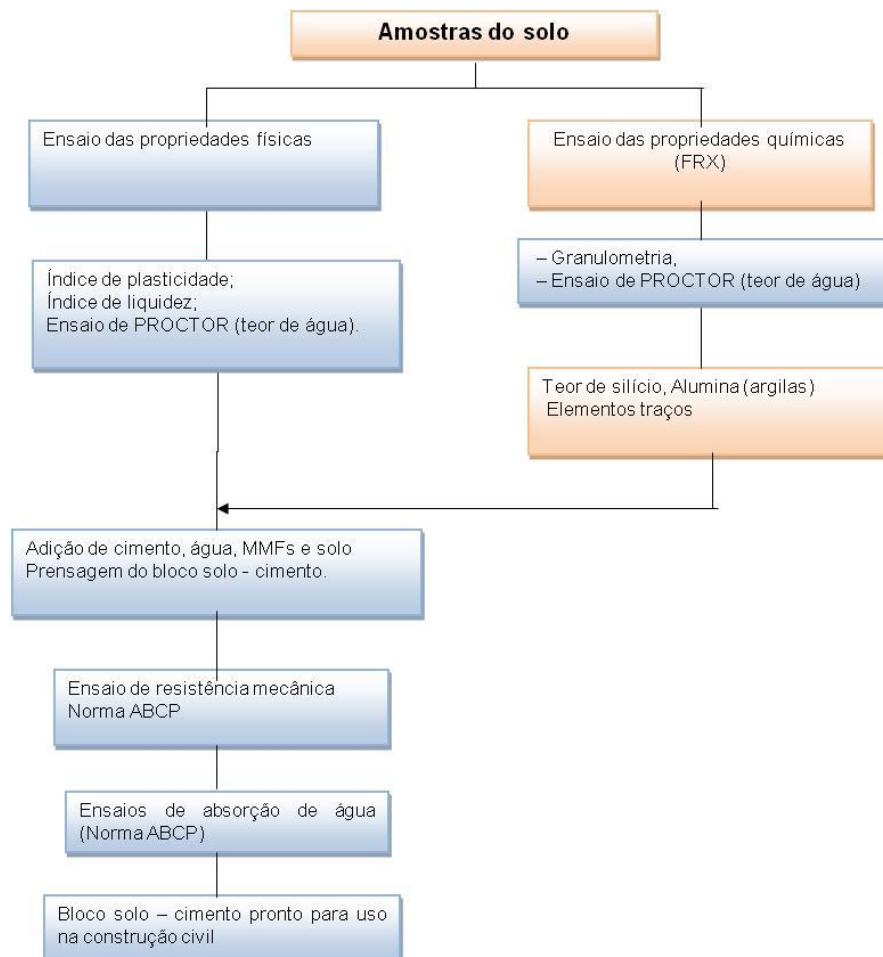 Amostras do solo
Ensaio das propriedades físicas
Ensaio das propriedades químicas
(FRX)
Índice de plasticidade;
Índice de liquidez;
Ensaio de PROCTOR (teor de água).
– Granulometria,
– Ensaio de PROCTOR (teor de água)
Teor de silício, Alumina (argilas)
Elementos traços
Adição de cimento, água, MMFs e solo
Prensagem do bloco solo - cimento.
Ensaio de resistência mecânica
Norma ABCP
Ensaios de absorção de água
(Norma ABCP)
Bloco solo – cimento pronto para uso
na construção civil